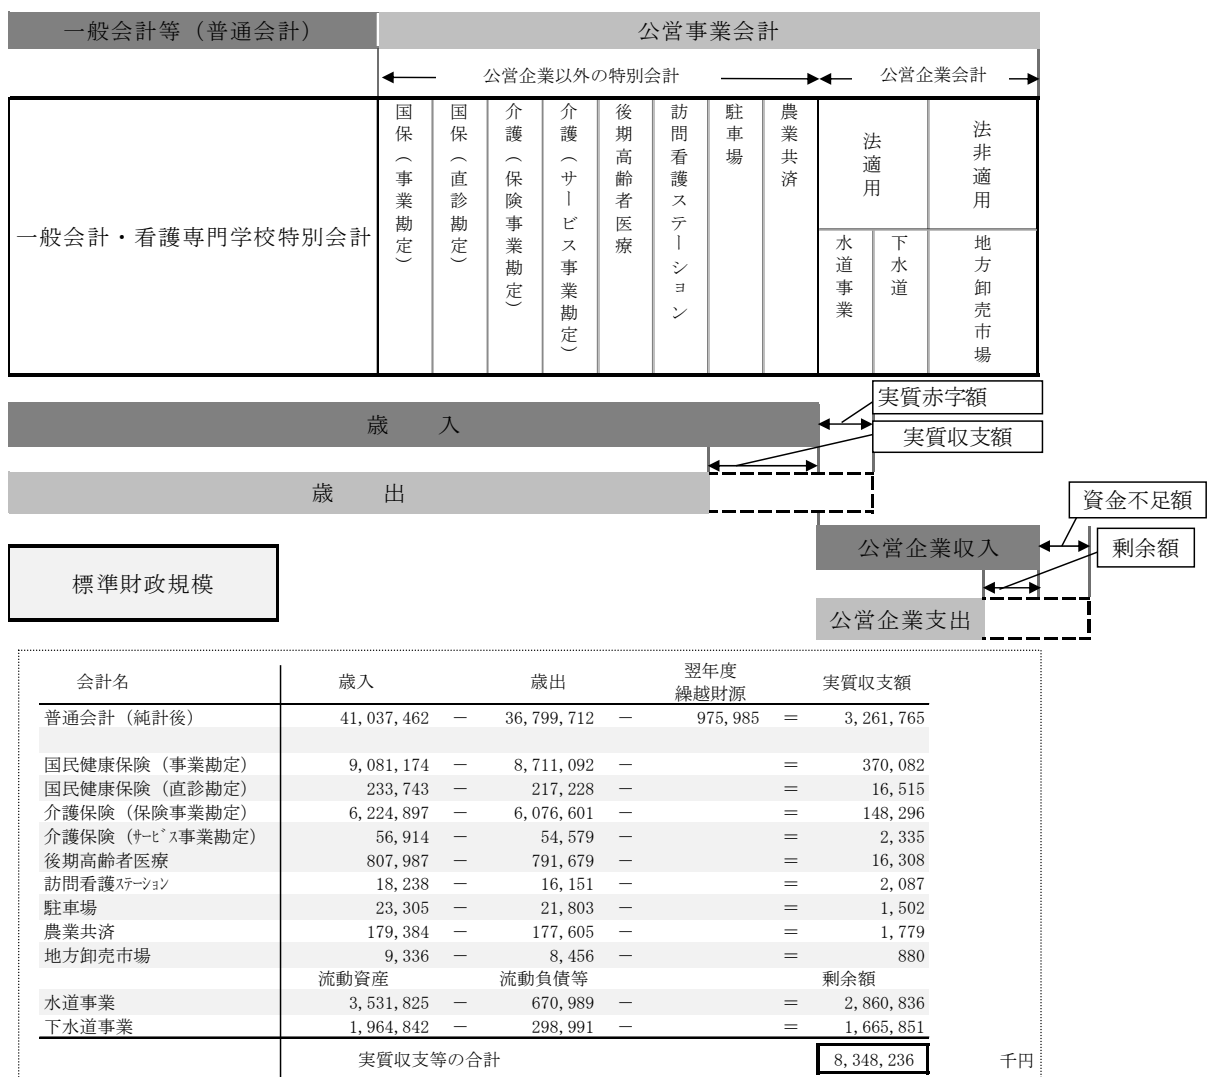 一般会計等（普通会計） 公営事業会計
公営企業以外の特別会計 公営企業会計
一般会計・看護専門学校特別会計
国保（事業勘定）
国保（直診勘定）
介護（保険事業勘定）
介護（サービス事業勘定）
後期高齢者医療
訪問看護ステーション
駐車場
農業共済
法適用
法非適用
水道事業
下水道
地方卸売市場
実質赤字額
歳　入
実質収支額
歳　出
資金不足額
公営企業収入
剰余額
標準財政規模
公営企業支出
会計名 歳入 歳出 翌年度繰越財源 実質収支額
普通会計（純計後） 41,037,462 － 36,799,712 － 975,985 ＝ 3,261,765
国民健康保険（事業勘定） 9,081,174 － 8,711,092 － ＝ 370,082
国民健康保険（直診勘定） 233,743 － 217,228 － ＝ 16,515
介護保険（保険事業勘定） 6,224,897 － 6,076,601 － ＝ 148,296
介護保険（ｻｰﾋﾞｽ事業勘定） 56,914 － 54,579 － ＝ 2,335
後期高齢者医療 807,987 － 791,679 － ＝ 16,308
訪問看護ｽﾃｰｼｮﾝ 18,238 － 16,151 － ＝ 2,087
駐車場 23,305 － 21,803 － ＝ 1,502
農業共済 179,384 － 177,605 － ＝ 1,779
地方卸売市場 9,336 － 8,456 － ＝ 880
流動資産 流動負債等 剰余額
水道事業 3,531,825 － 670,989 － ＝ 2,860,836
下水道事業 1,964,842 － 298,991 － ＝ 1,665,851
実質収支等の合計 8,348,236 千円